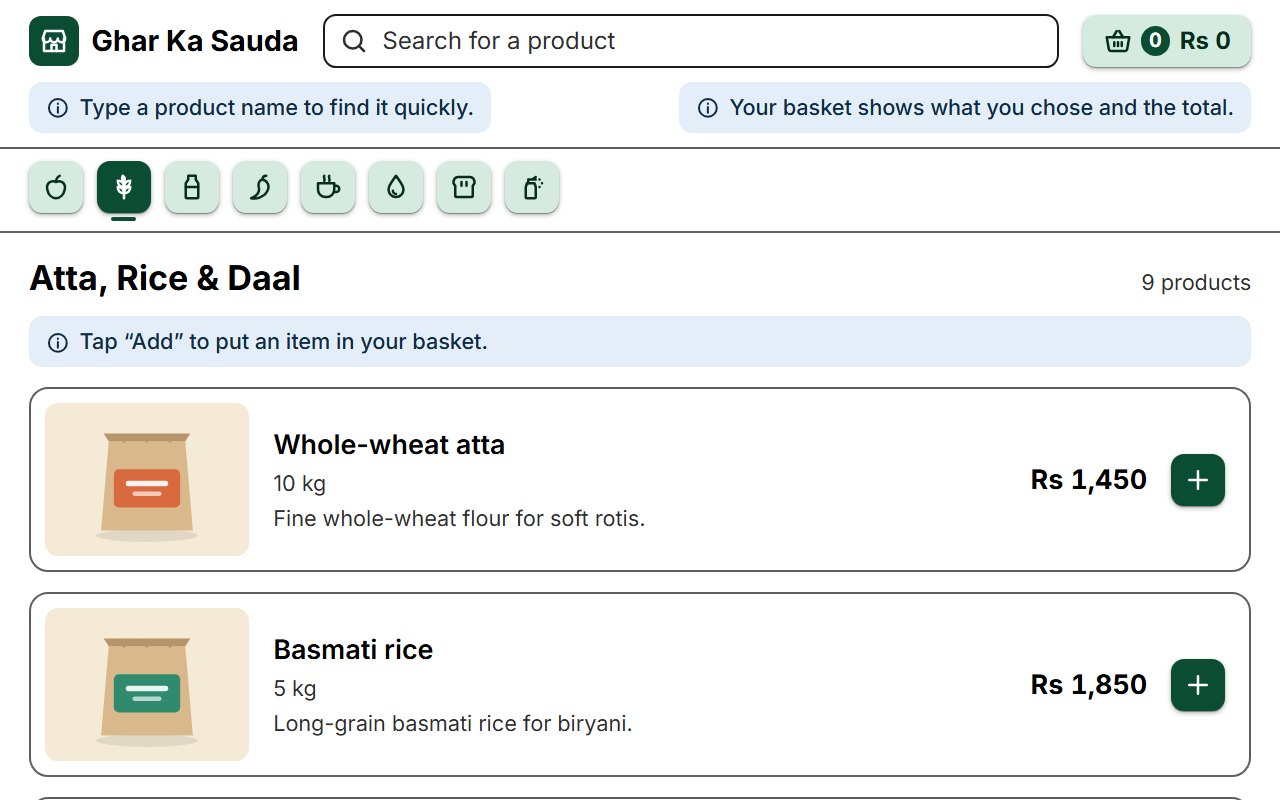 Ghar Ka Sauda
Search for a product
0 Rs 0
Type a product name to find it quickly.
Your basket shows what you chose and the total.
Atta, Rice & Daal
9 products
Tap “Add” to put an item in your basket.
Whole-wheat atta
10 kg
Fine whole-wheat flour for soft rotis.
Rs 1,450
Basmati rice
5 kg
Long-grain basmati rice for biryani.
Rs 1,850